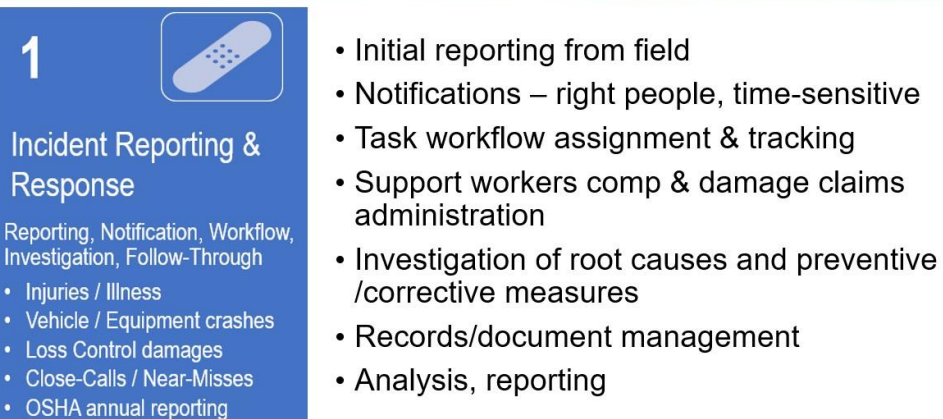 1
Incident Reporting &
Response
Reporting, Notification, Workflow,
Investigation, Follow-Through
• Injuries / Illness
• Vehicle / Equipment crashes
• Loss Control damages
• Close-Calls / Near-Misses
• OSHA annual reporting
• Initial reporting from field
• Notifications – right people, time-sensitive
• Task workflow assignment & tracking
• Support workers comp & damage claims
administration
• Investigation of root causes and preventive
/corrective measures
• Records/document management
• Analysis, reporting